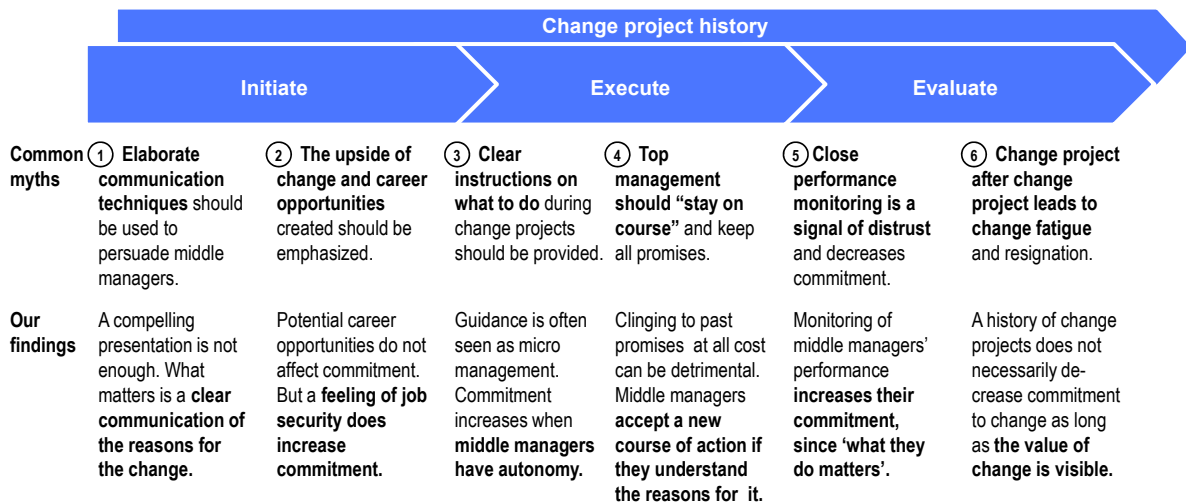 Change project history
Initiate
Execute
Evaluate
Common
myths
1 Elaborate
communication
techniques should
be used to
persuade middle
managers.
2 The upside of
change and career
opportunities
created should be
emphasized.
3 Clear
instructions on
what to do during
change projects
should be provided.
4 Top
management
should “stay on
course” and keep
all promises.
5 Close
performance
monitoring is a
signal of distrust
and decreases
commitment.
6 Change project
after change
project leads to
change fatigue
and resignation.
Our
findings
A compelling
presentation is not
enough. What
matters is a clear
communication of
the reasons for
the change.
Potential career
opportunities do not
affect commitment.
But a feeling of job
security does
increase
commitment.
Guidance is often
seen as micro
management.
Commitment
increases when
middle managers
have autonomy.
Clinging to past
promises at all cost
can be detrimental.
Middle managers
accept a new
course of action if
they understand
the reasons for it.
Monitoring of
middle managers’
performance
increases their
commitment,
since ‘what they
do matters’.
A history of change
projects does not
necessarily de-
crease commitment
to change as long
as the value of
change is visible.